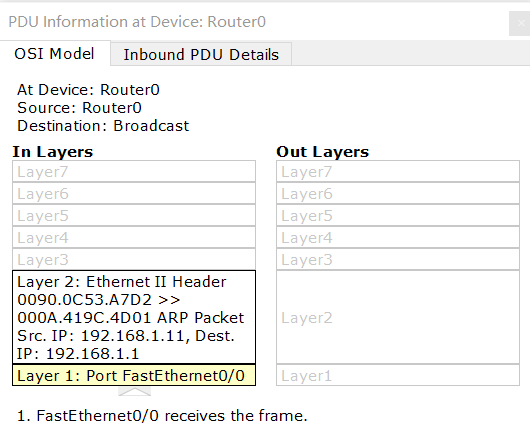 PDU Information at Device: Router0
OSI Model
Inbound PDU Details
At Device: Router0
Source: Router0
Destination: Broadcast
In Layers
Layer7
Layer6
Layer5
Layer4
Layer3
Layer 2: Ethernet II Header
0090.0C53.A7D2 >>
000A.419C.4D01 ARP Packet
Src. IP: 192.168.1.11, Dest.
IP: 192.168.1.1
Layer 1: Port FastEthernet0/0
Out Layers
Layer7
Layer6
Layer5
Layer4
Layer3
Layer2
Layer1
1. FastEthernet0/0 receives the frame.